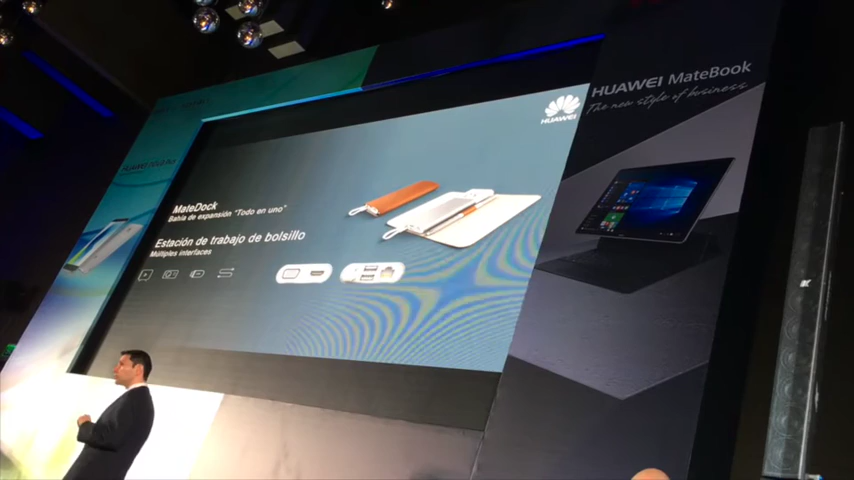 HUAWEI MateBook
The new style of business
HUAWEI
MateDock
Bahía de expansión "Todo en uno"
Estación de trabajo de bolsillo
Múltiples interfaces